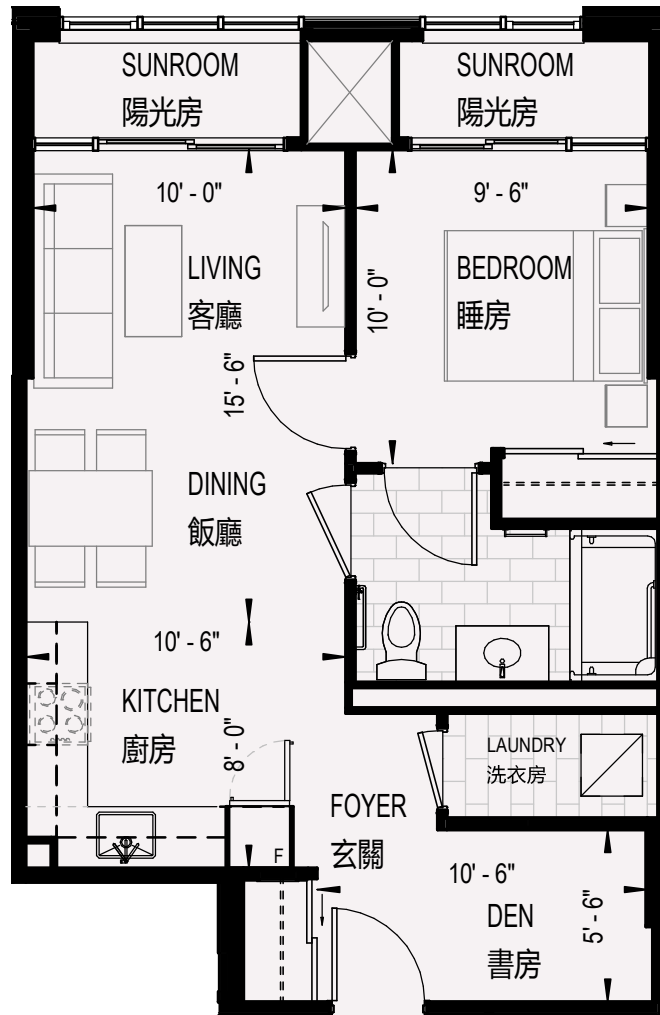 SUNROOM
陽光房
SUNROOM
陽光房
10' - 0"
9' - 6"
LIVING
客廳
BEDROOM
睡房
10' - 0"
15' - 6"
DINING
飯廳
10' - 6"
KITCHEN
廚房
8' - 0"
LAUNDRY
洗衣房
FOYER
玄關
F
10' - 6"
DEN
書房
5' - 6"